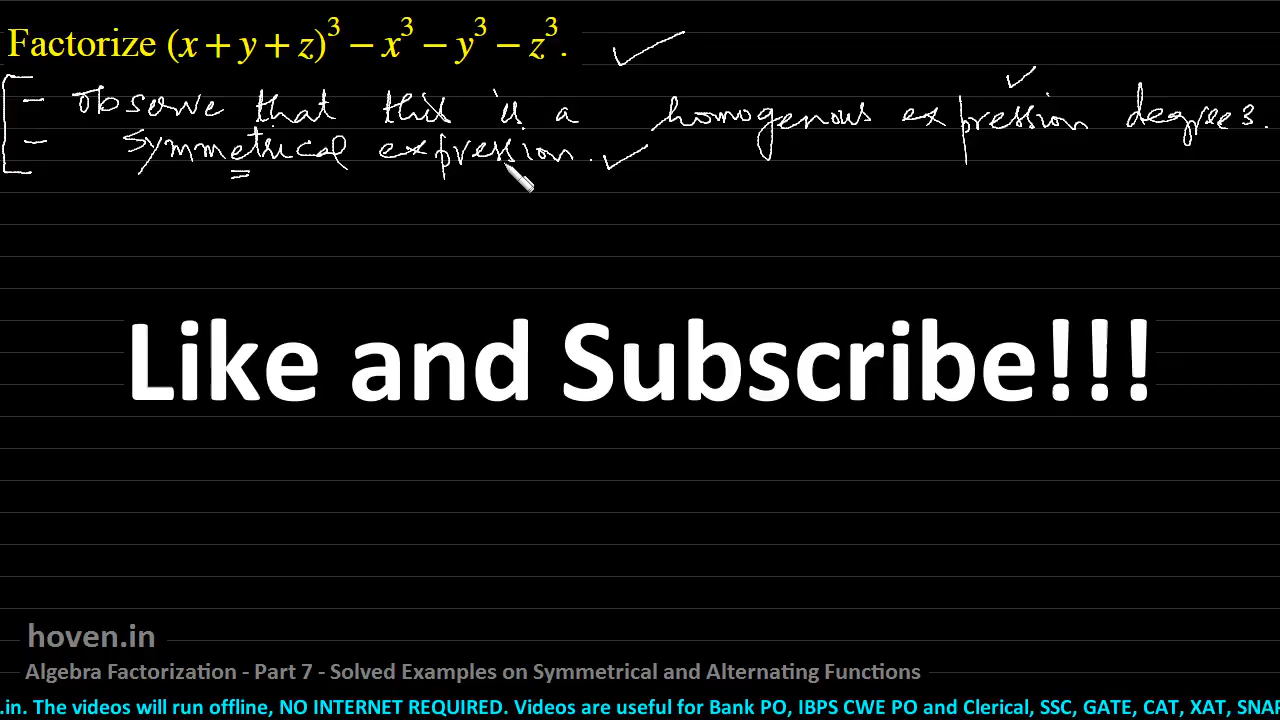 Factorize (x + y + z)³ − x³ − y³ − z³.
- Observe that this is a homogenous expression degree 3.
- Symmetrical expression.
Like and Subscribe!!!
hoven.in
Algebra Factorization - Part 7 - Solved Examples on Symmetrical and Alternating Functions
.in. The videos will run offline, NO INTERNET REQUIRED. Videos are useful for Bank PO, IBPS CWE PO and Clerical, SSC, GATE, CAT, XAT, SNAP